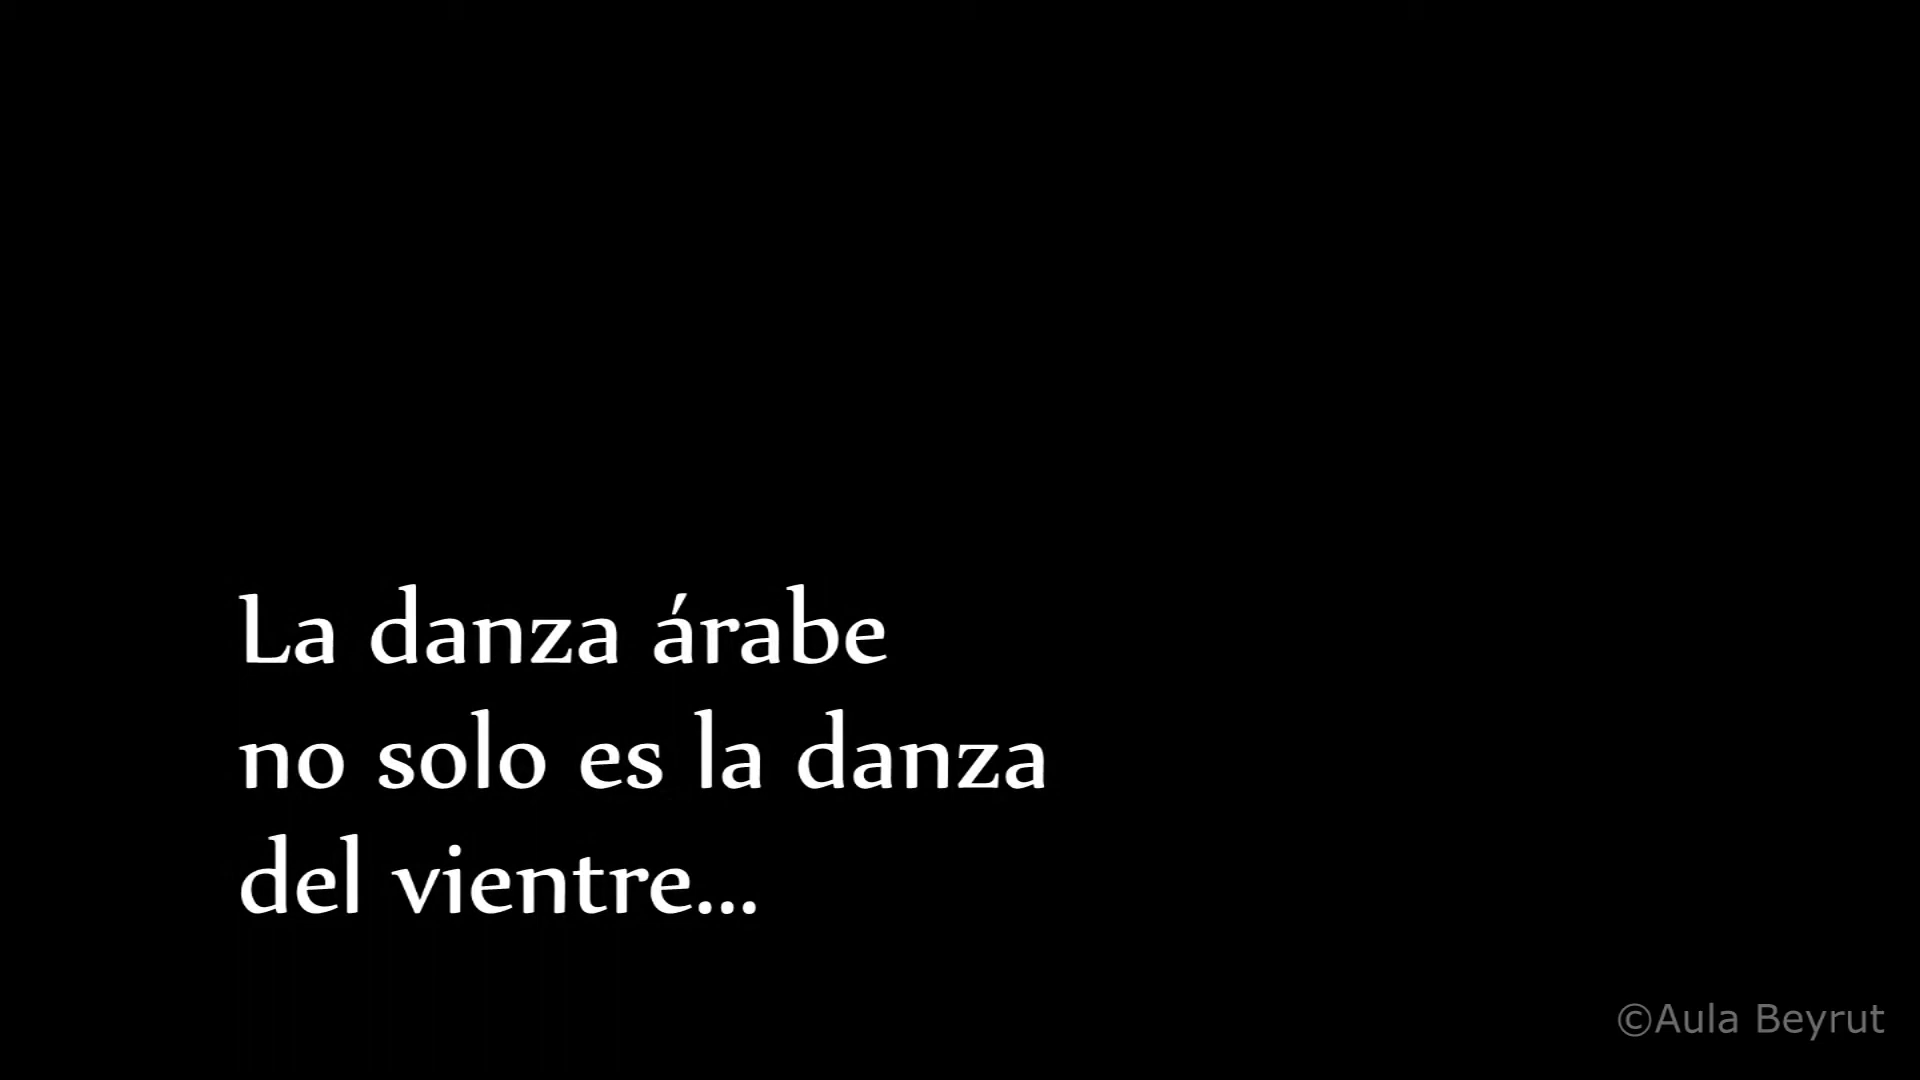 La danza árabe
no solo es la danza
del vientre...
©Aula Beyrut